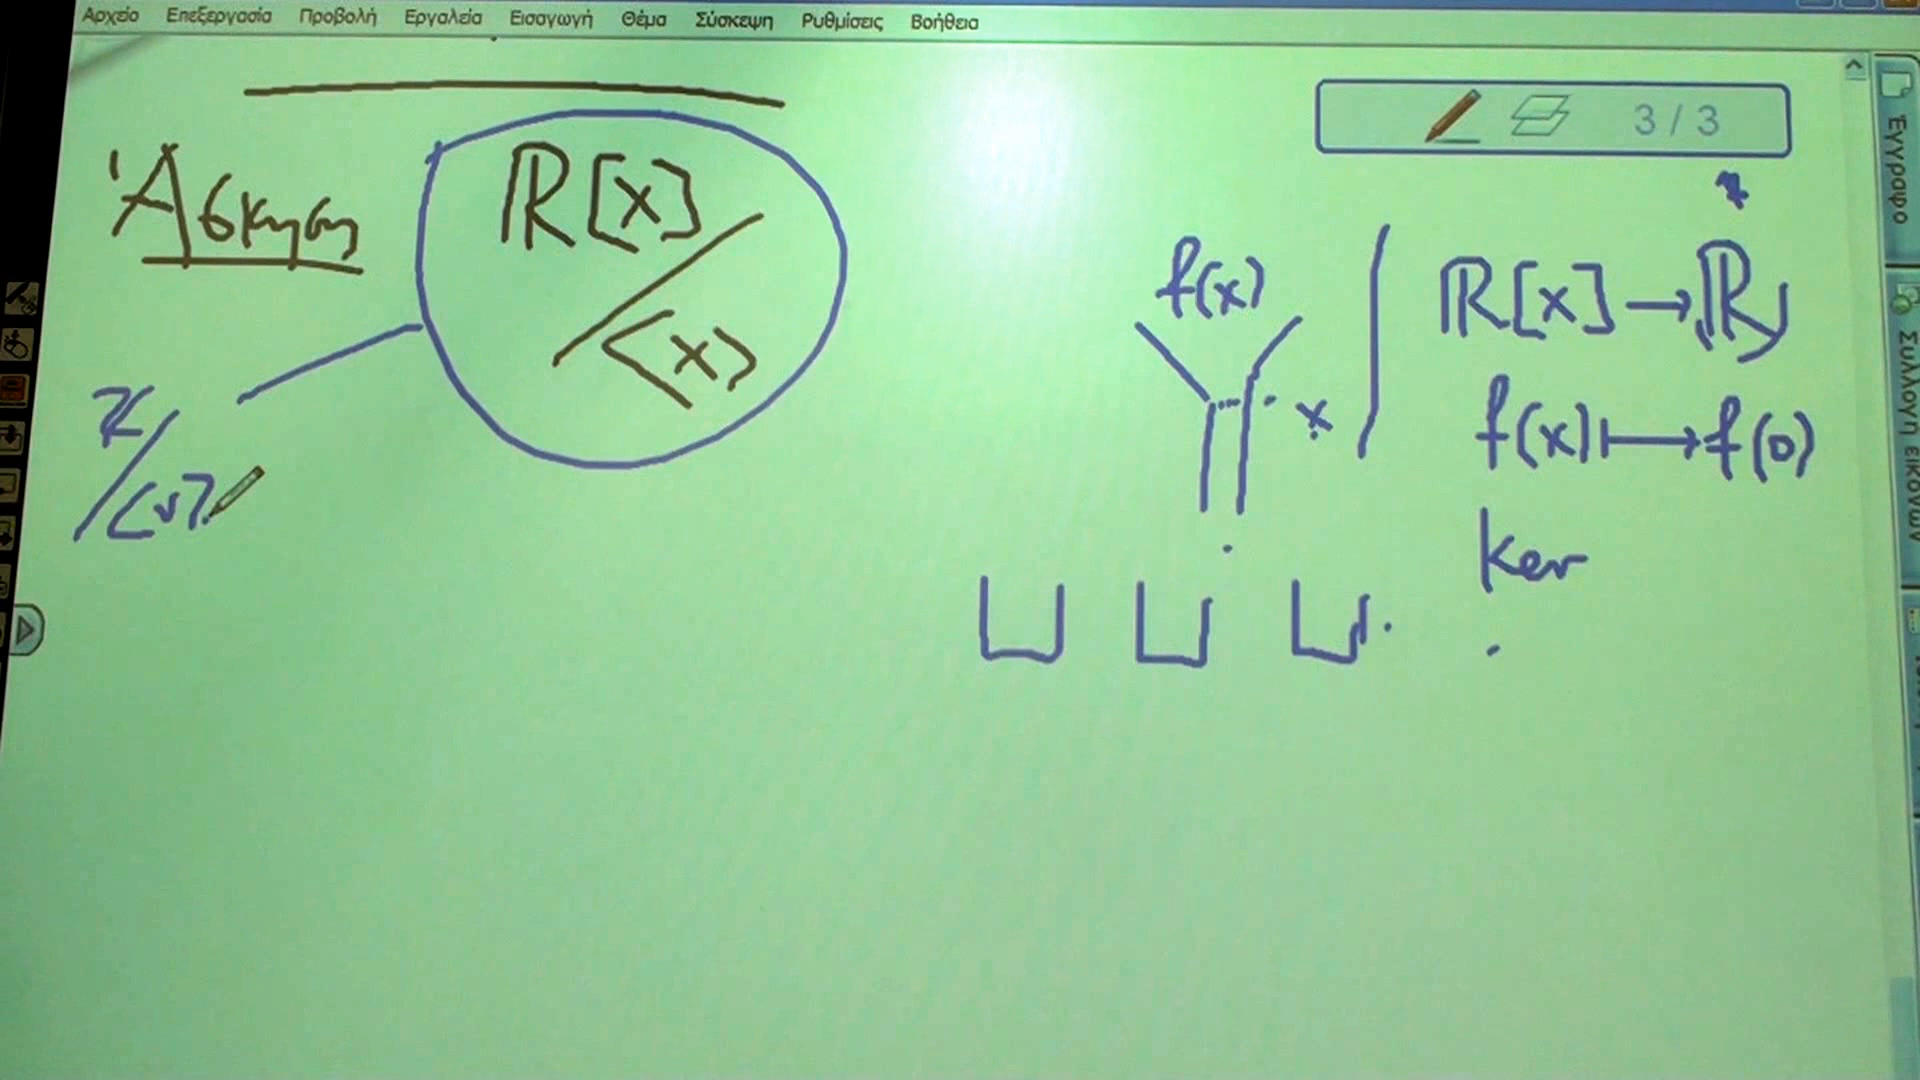 Αρχείο Επεξεργασία Προβολή Εργαλεία Εισαγωγή Θέμα Σύσκεψη Ρυθμίσεις Βοήθεια
3 / 3
Έγγραφο
Συλλογή εικόνων
Άσκηση
ℝ[x] / ⟨x⟩
ℤ / ⟨ν⟩
f(x)
x
ℝ[x] → ℝ
f(x) ↦ f(0)
Ker